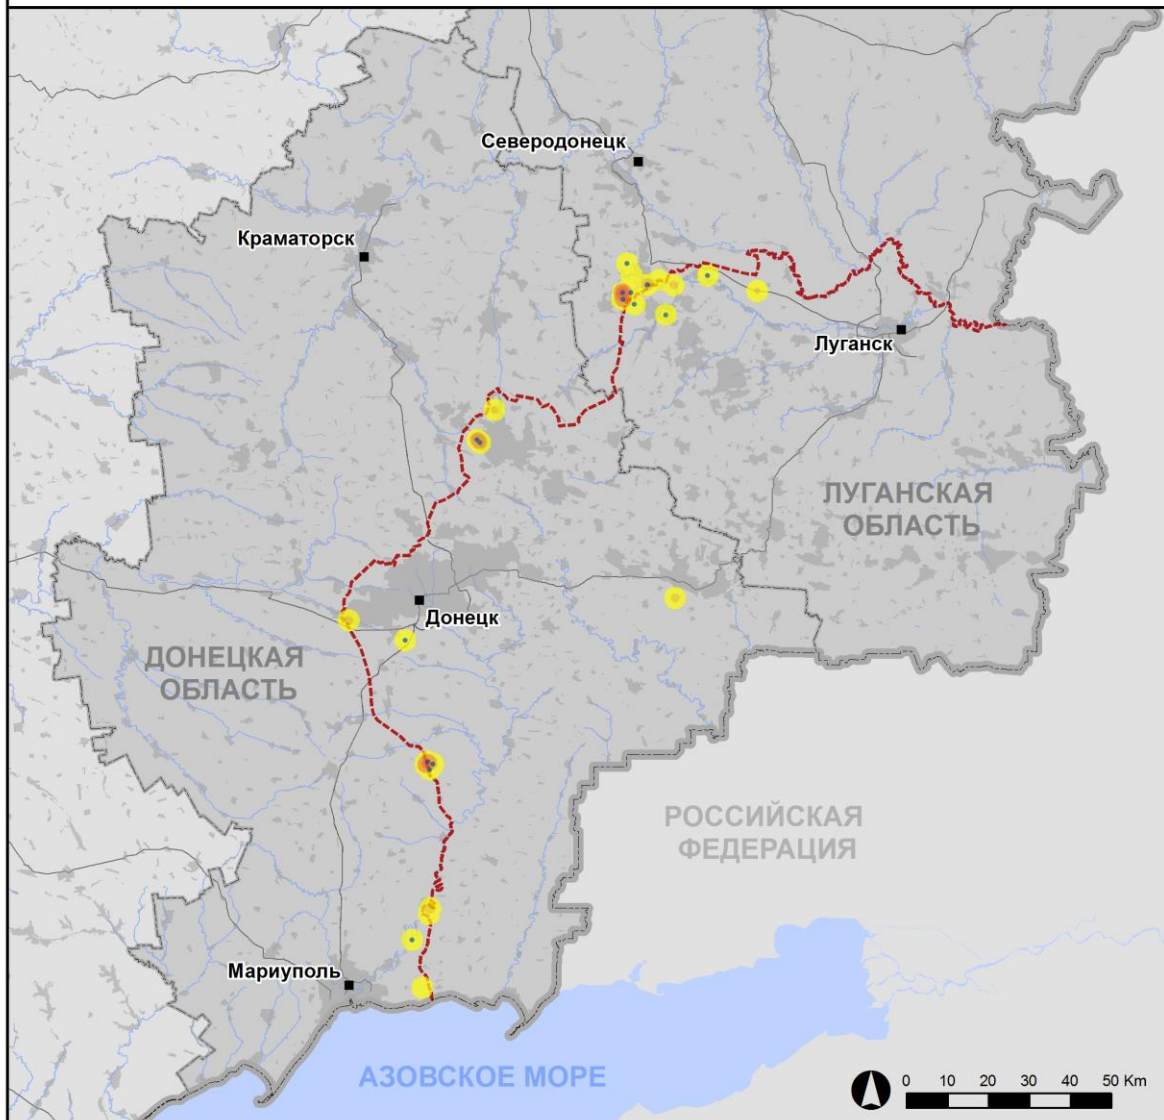 Северодонецк
Краматорск
Луганск
ЛУГАНСКАЯ
ОБЛАСТЬ
Донецк
ДОНЕЦКАЯ
ОБЛАСТЬ
РОССИЙСКАЯ
ФЕДЕРАЦИЯ
Мариуполь
АЗОВСКОЕ МОРЕ
0 10 20 30 40 50 Km